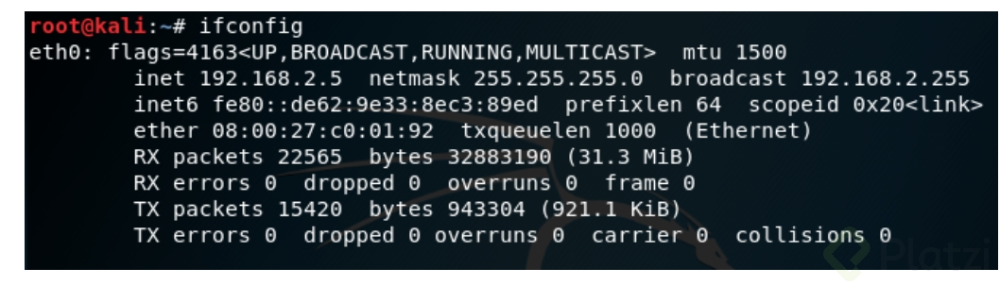 root@kali:~# ifconfig
eth0: flags=4163<UP,BROADCAST,RUNNING,MULTICAST>  mtu 1500
        inet 192.168.2.5  netmask 255.255.255.0  broadcast 192.168.2.255
        inet6 fe80::de62:9e33:8ec3:89ed  prefixlen 64  scopeid 0x20<link>
        ether 08:00:27:c0:01:92  txqueuelen 1000  (Ethernet)
        RX packets 22565  bytes 32883190 (31.3 MiB)
        RX errors 0  dropped 0  overruns 0  frame 0
        TX packets 15420  bytes 943304 (921.1 KiB)
        TX errors 0  dropped 0 overruns 0  carrier 0  collisions 0
Platzi